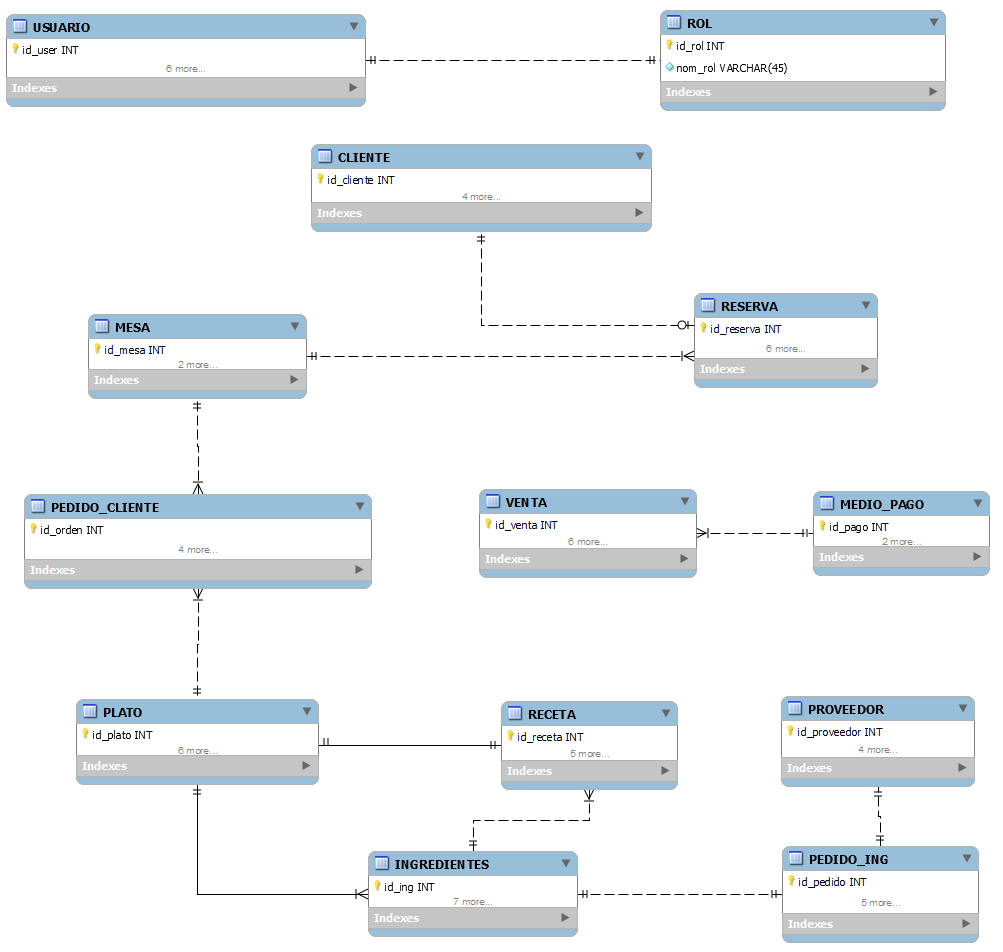 USUARIO
id_user INT
6 more...
Indexes
ROL
id_rol INT
nom_rol VARCHAR(45)
Indexes
CLIENTE
id_cliente INT
4 more...
Indexes
RESERVA
id_reserva INT
6 more...
Indexes
MESA
id_mesa INT
2 more...
Indexes
PEDIDO_CLIENTE
id_orden INT
4 more...
Indexes
VENTA
id_venta INT
6 more...
Indexes
MEDIO_PAGO
id_pago INT
2 more...
Indexes
PLATO
id_plato INT
6 more...
Indexes
RECETA
id_receta INT
5 more...
Indexes
PROVEEDOR
id_proveedor INT
4 more...
Indexes
INGREDIENTES
id_ing INT
7 more...
Indexes
PEDIDO_ING
id_pedido INT
5 more...
Indexes